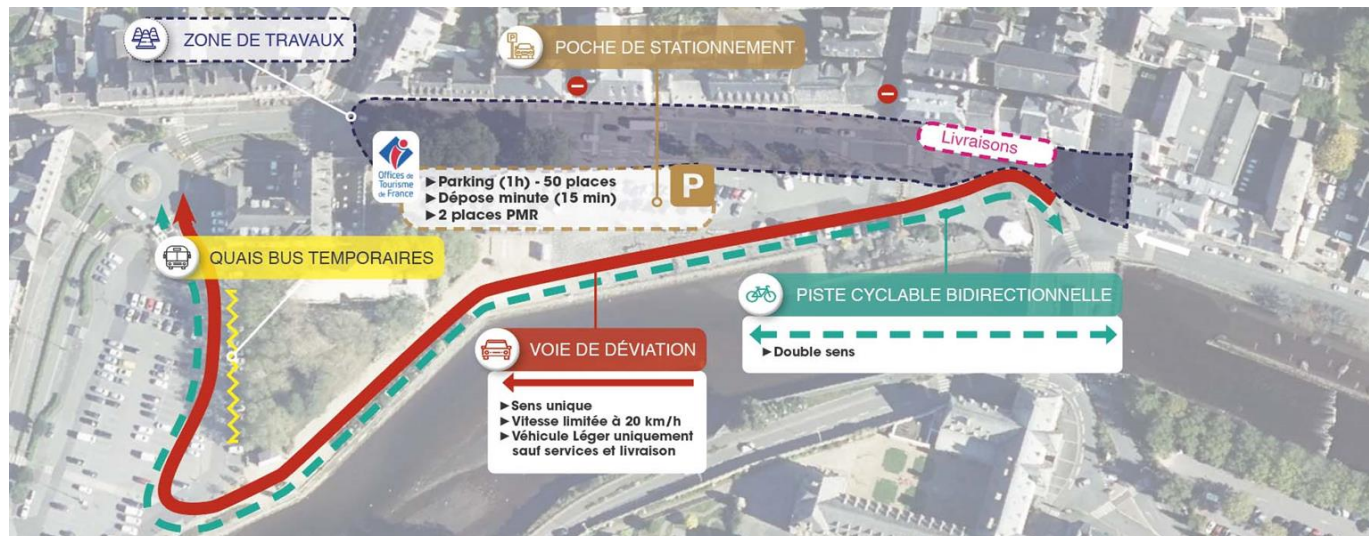 ZONE DE TRAVAUX
P
POCHE DE STATIONNEMENT
Livraisons
Offices de
Tourisme
de France
►Parking (1h) - 50 places
►Dépose minute (15 min)
►2 places PMR
P
QUAIS BUS TEMPORAIRES
PISTE CYCLABLE BIDIRECTIONNELLE
►Double sens
VOIE DE DÉVIATION
►Sens unique
►Vitesse limitée à 20 km/h
►Véhicule Léger uniquement
sauf services et livraison